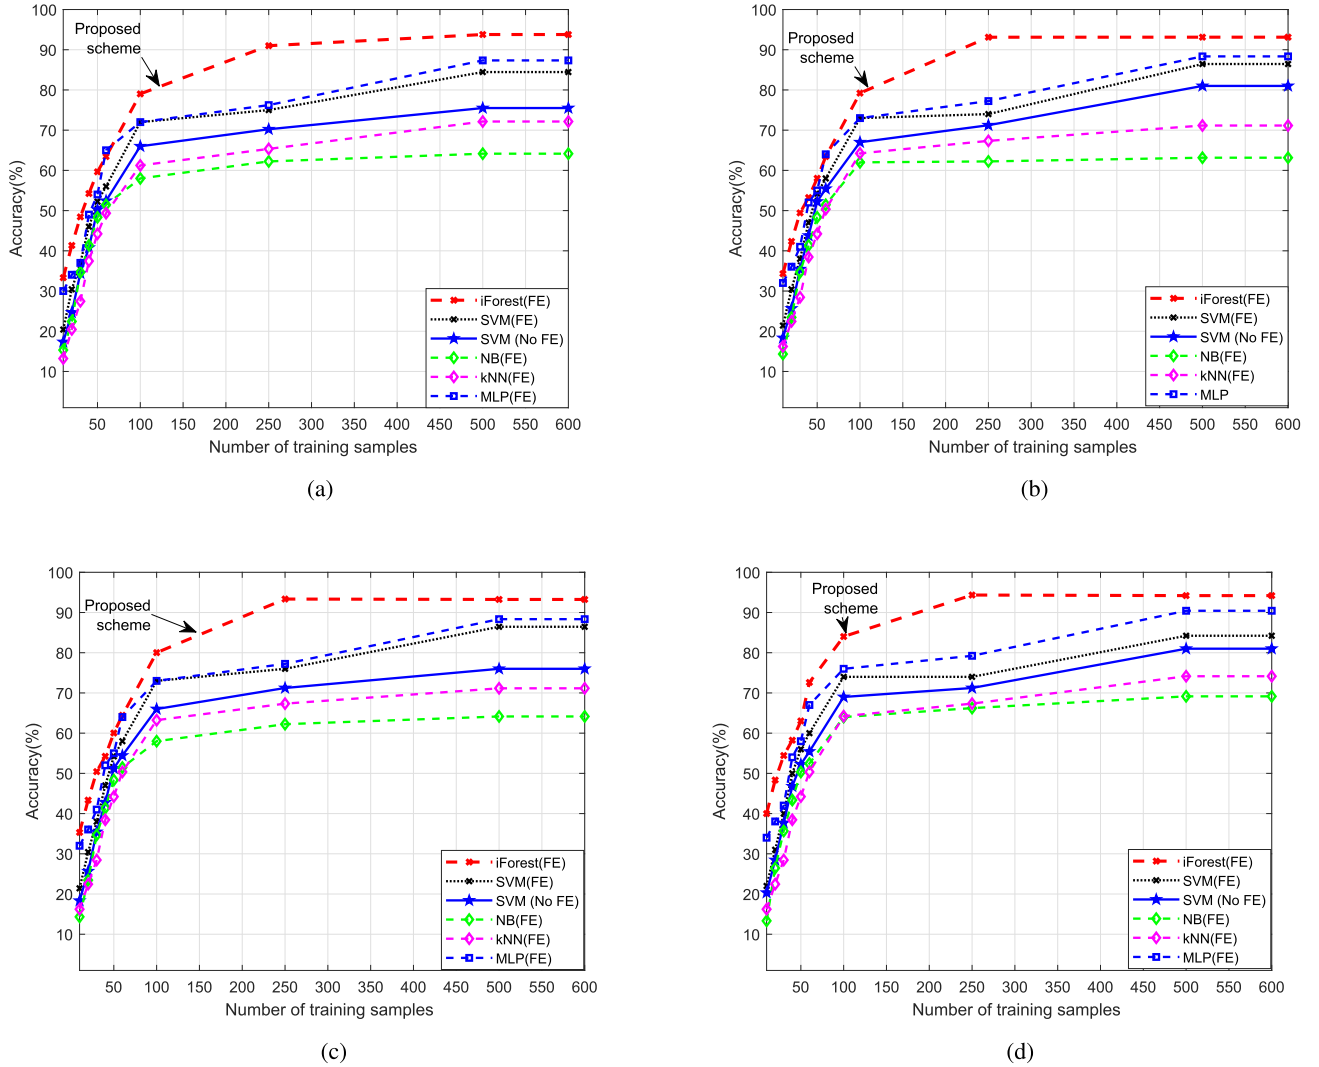 Proposed
scheme
100
90
80
70
60
50
40
30
20
10
Accuracy(%)
iForest(FE)
SVM(FE)
SVM (No FE)
NB(FE)
kNN(FE)
MLP(FE)
50 100 150 200 250 300 350 400 450 500 550 600
Number of training samples
(a)
Proposed
scheme
100
90
80
70
60
50
40
30
20
10
Accuracy(%)
iForest(FE)
SVM(FE)
SVM (No FE)
NB(FE)
kNN(FE)
MLP
50 100 150 200 250 300 350 400 450 500 550 600
Number of training samples
(b)
Proposed
scheme
100
90
80
70
60
50
40
30
20
10
Accuracy(%)
iForest(FE)
SVM(FE)
SVM (No FE)
NB(FE)
kNN(FE)
MLP(FE)
50 100 150 200 250 300 350 400 450 500 550 600
Number of training samples
(c)
Proposed
scheme
100
90
80
70
60
50
40
30
20
10
Accuracy(%)
iForest(FE)
SVM(FE)
SVM (No FE)
NB(FE)
kNN(FE)
MLP(FE)
50 100 150 200 250 300 350 400 450 500 550 600
Number of training samples
(d)